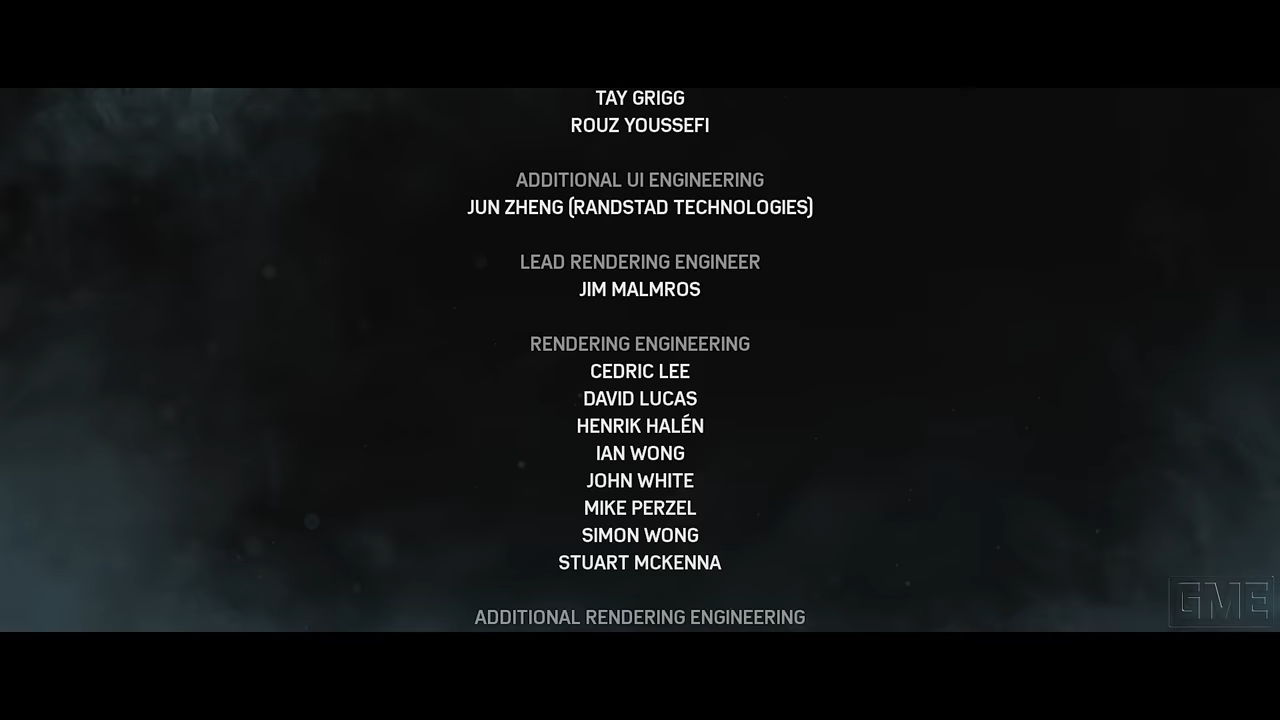 TAY GRIGG
ROUZ YOUSSEFI
ADDITIONAL UI ENGINEERING
JUN ZHENG (RANDSTAD TECHNOLOGIES)
LEAD RENDERING ENGINEER
JIM MALMROS
RENDERING ENGINEERING
CEDRIC LEE
DAVID LUCAS
HENRIK HALÉN
IAN WONG
JOHN WHITE
MIKE PERZEL
SIMON WONG
STUART MCKENNA
GME
ADDITIONAL RENDERING ENGINEERING